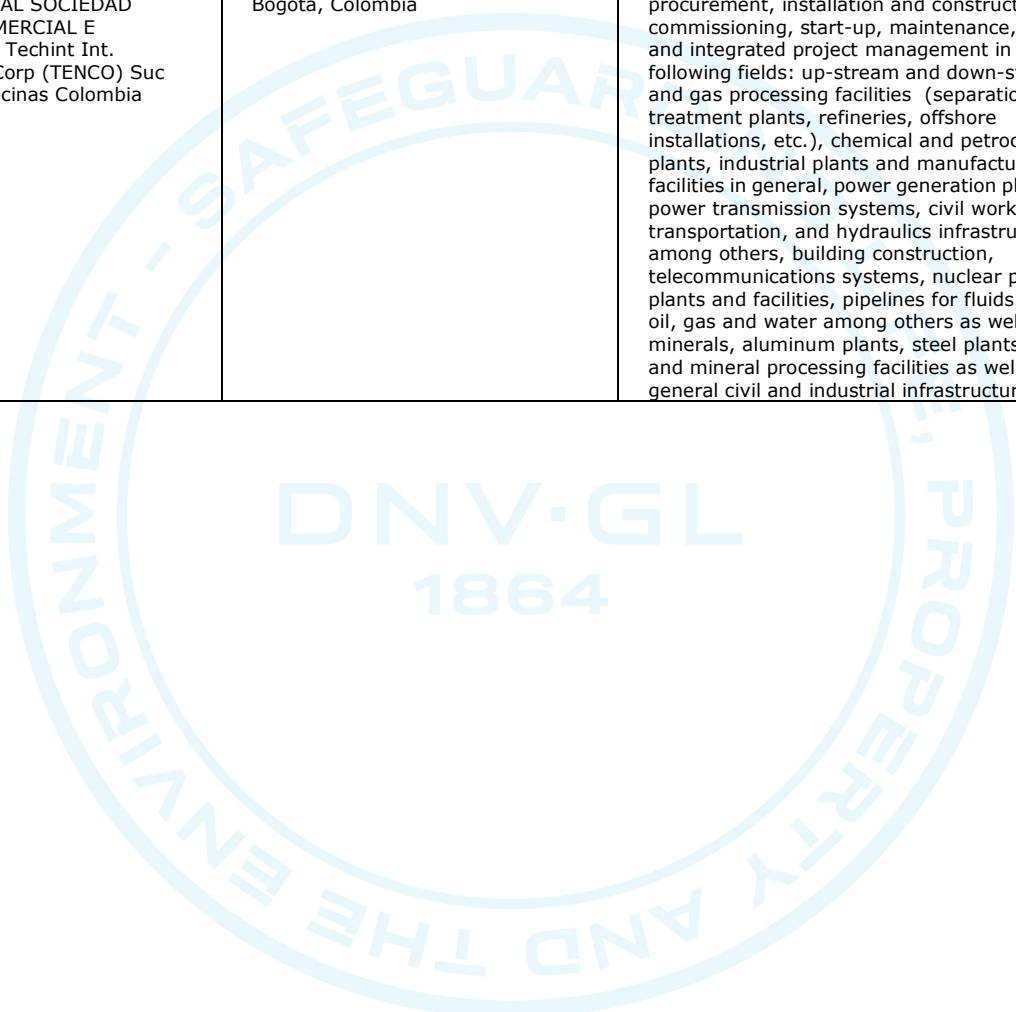 AL SOCIEDAD
MERCIAL E
Techint Int.
Corp (TENCO) Suc
cinas Colombia
Bogotá, Colombia
procurement, installation and construct
commissioning, start-up, maintenance,
and integrated project management in
following fields: up-stream and down-s
and gas processing facilities (separatio
treatment plants, refineries, offshore
installations, etc.), chemical and petroc
plants, industrial plants and manufactu
facilities in general, power generation p
power transmission systems, civil work
transportation, and hydraulics infrastru
among others, building construction,
telecommunications systems, nuclear p
plants and facilities, pipelines for fluids
oil, gas and water among others as wel
minerals, aluminum plants, steel plants
and mineral processing facilities as wel
general civil and industrial infrastructur
SAFEGUARDING LIFE, PROPERTY AND THE ENVIRONMENT -
DNV·GL
1864